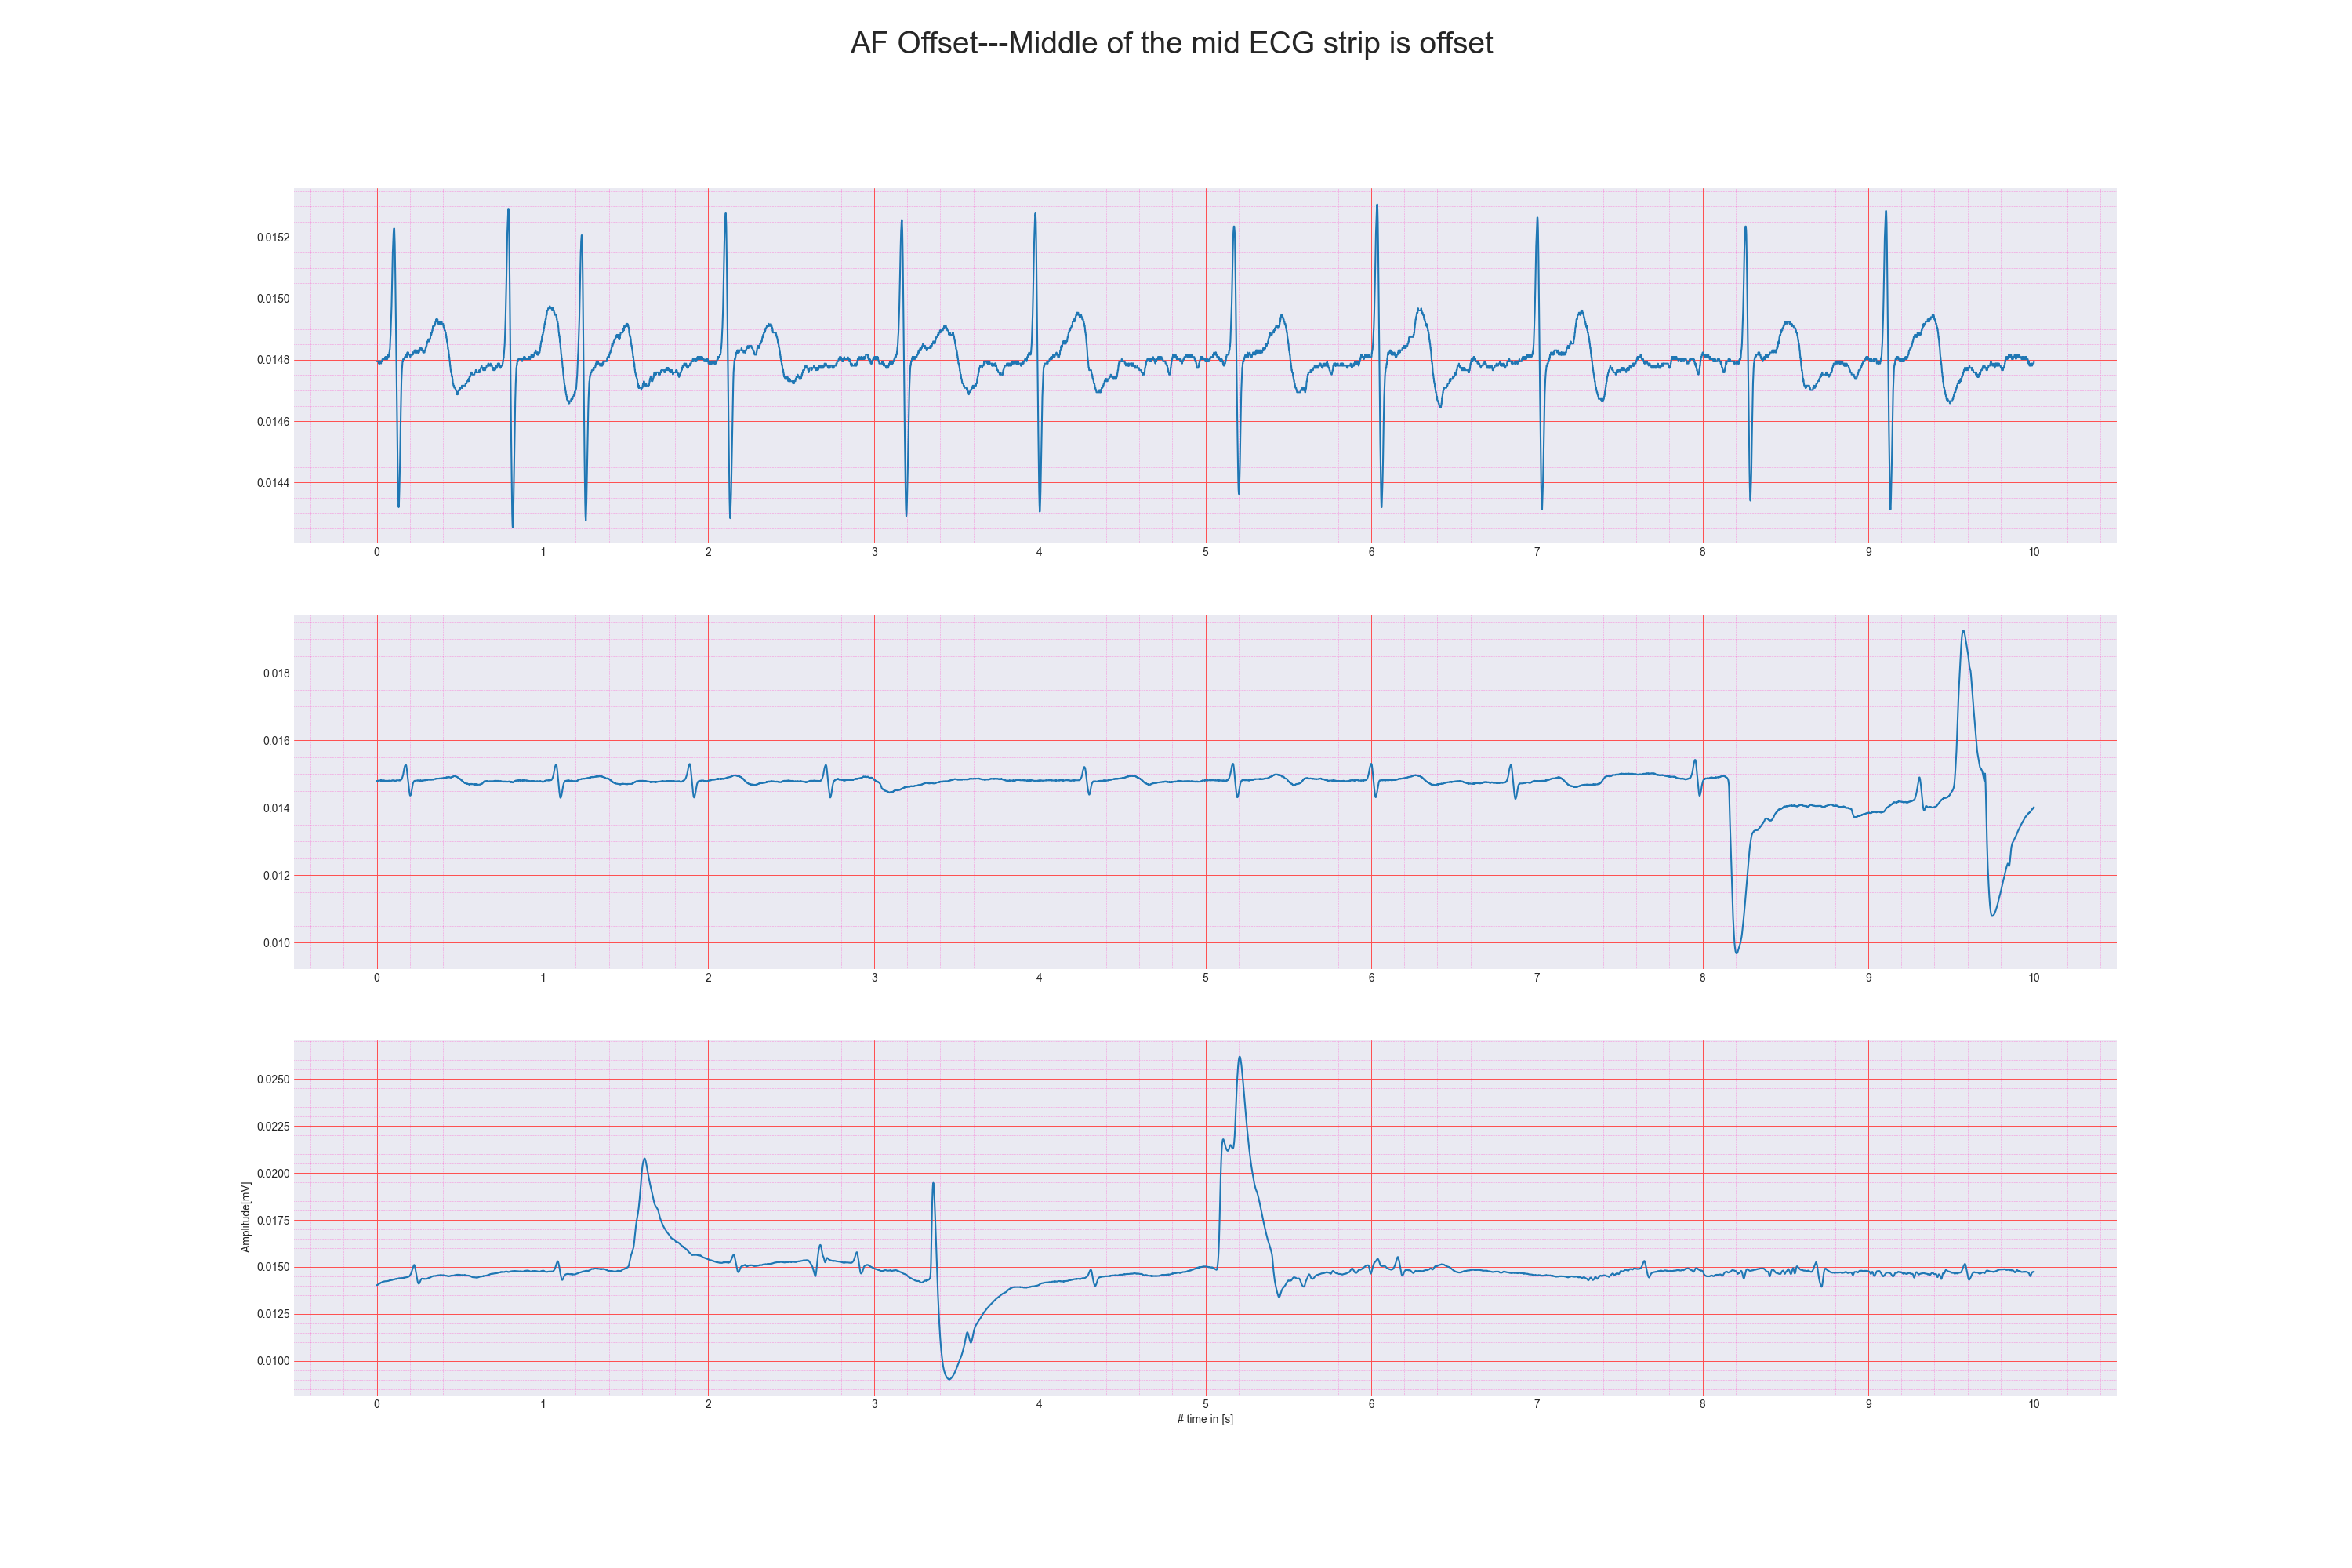 AF Offset---Middle of the mid ECG strip is offset
0.0152
0.0150
0.0148
0.0146
0.0144
0 1 2 3 4 5 6 7 8 9 10
0.018
0.016
0.014
0.012
0.010
0 1 2 3 4 5 6 7 8 9 10
0.0250
0.0225
0.0200
0.0175
0.0150
0.0125
0.0100
Amplitude[mV]
0 1 2 3 4 5 6 7 8 9 10
# time in [s]